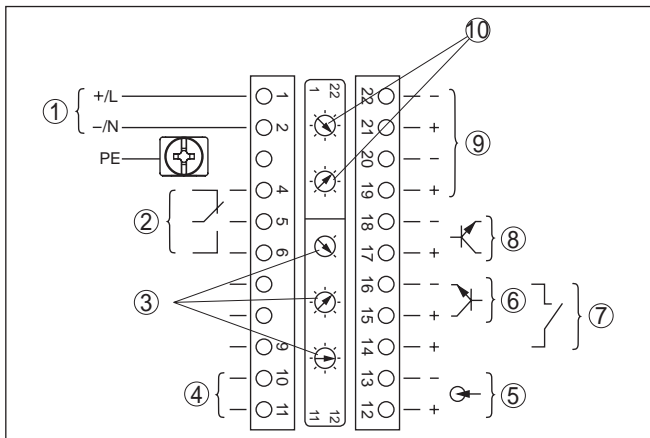 ⑩
① +/L 1 1 22 22 −
−/N 2 21 + ⑨
PE 20 −
4 19 +
② 5 18 − ⑧
6 17 +
③ 16 − ⑥ ⑦
15 +
9 14 +
④ 10 13 − ⑤
11 11 12 12 +